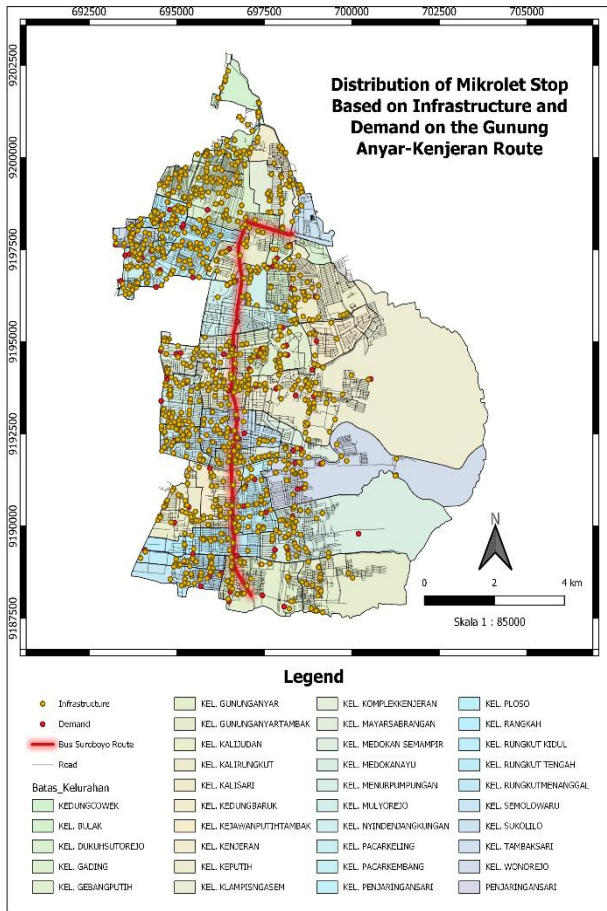 692500 695000 697500 700000 702500 705000
Distribution of Mikrolet Stop
Based on Infrastructure and
Demand on the Gunung
Anyar-Kenjeran Route
9202500
9200000
9197500
9195000
9192500
9190000
9187500
N
0 2 4 km
Skala 1 : 85000
Legend
Infrastructure
Demand
Bus Suroboyo Route
Road
Batas_Kelurahan
KEDUNGCOWEK
KEL. BULAK
KEL. DUKUHSUTOREJO
KEL. GADING
KEL. GEBANGPUTIH
KEL. GUNUNGANYAR
KEL. GUNUNGANYARTAMBAK
KEL. KALIJUDAN
KEL. KALIRUNGKUT
KEL. KALISARI
KEL. KEDUNGBARUK
KEL. KEJAWANPUTIHTAMBAK
KEL. KENJERAN
KEL. KEPUTIH
KEL. KLAMPISNGASEM
KEL. KOMPLEKKENJERAN
KEL. MAYARSABRANGAN
KEL. MEDOKAN SEMAMPIR
KEL. MEDOKANAYU
KEL. MENURPUMPUNGAN
KEL. MULYOREJO
KEL. NYINDENJANGKUNGAN
KEL. PACARKELING
KEL. PACARKEMBANG
KEL. PENJARINGANSARI
KEL. PLOSO
KEL. RANGKAH
KEL. RUNGKUT KIDUL
KEL. RUNGKUT TENGAH
KEL. RUNGKUTMENANGGAL
KEL. SEMOLOWARU
KEL. SUKOLILO
KEL. TAMBAKSARI
KEL. WONOREJO
PENJARINGANSARI